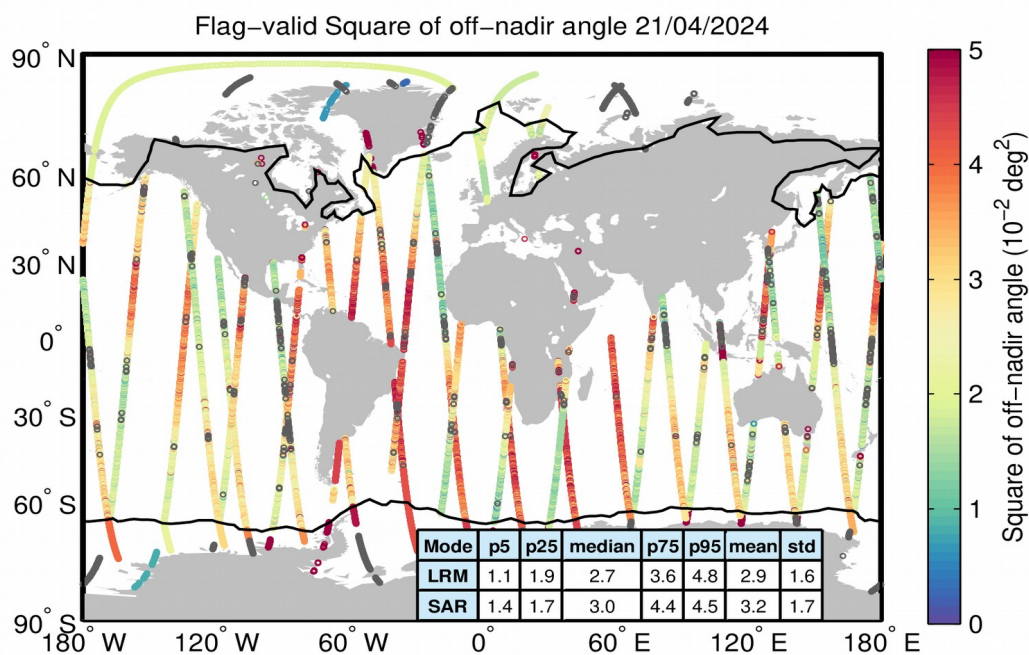 Flag−valid Square of off−nadir angle 21/04/2024
90° N
60° N
30° N
0°
30° S
60° S
90° S
180° W
120° W
60° W
0°
60° E
120° E
180° E
5
4
3
2
1
0
Square of off−nadir angle (10⁻² deg²)
Mode p5 p25 median p75 p95 mean std
LRM 1.1 1.9 2.7 3.6 4.8 2.9 1.6
SAR 1.4 1.7 3.0 4.4 4.5 3.2 1.7